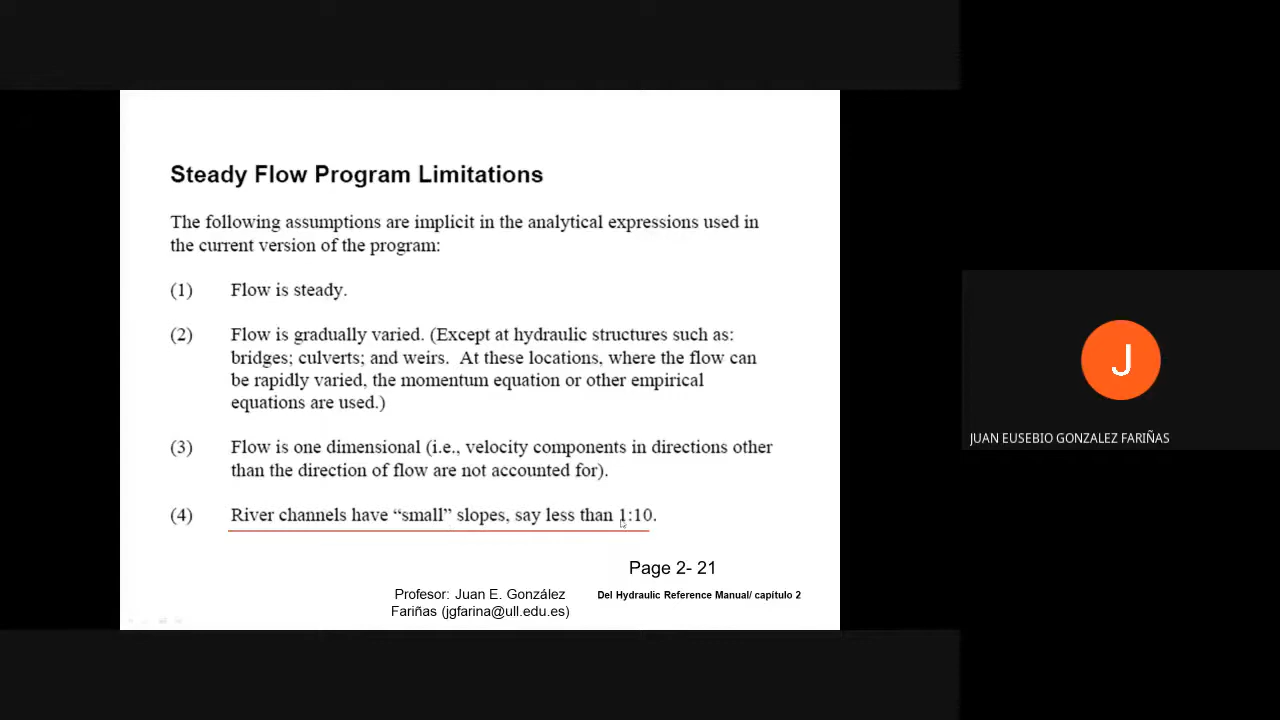 Steady Flow Program Limitations
The following assumptions are implicit in the analytical expressions used in
the current version of the program:
(1) Flow is steady.
(2) Flow is gradually varied. (Except at hydraulic structures such as:
bridges; culverts; and weirs. At these locations, where the flow can
be rapidly varied, the momentum equation or other empirical
equations are used.)
(3) Flow is one dimensional (i.e., velocity components in directions other
than the direction of flow are not accounted for).
(4) River channels have “small” slopes, say less than 1:10.
Page 2- 21
Profesor: Juan E. González
Fariñas (jgfarina@ull.edu.es)
Del Hydraulic Reference Manual/ capítulo 2
J
JUAN EUSEBIO GONZALEZ FARIÑAS